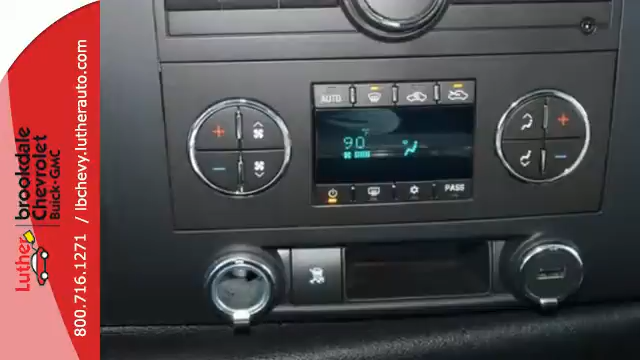 Luther brookdale
Chevrolet
Buick•GMC
800.716.1271 / lbchevy.lutherauto.com
AUTO
90 °F
PASS